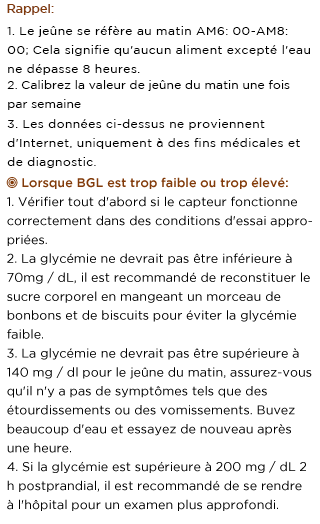 Rappel:
1. Le jeûne se réfère au matin AM6: 00-AM8:
00; Cela signifie qu'aucun aliment excepté l'eau
ne dépasse 8 heures.
2. Calibrez la valeur de jeûne du matin une fois
par semaine
3. Les données ci-dessus ne proviennent
d'Internet, uniquement à des fins médicales et
de diagnostic.
Lorsque BGL est trop faible ou trop élevé:
1. Vérifier tout d'abord si le capteur fonctionne
correctement dans des conditions d'essai appro-
priées.
2. La glycémie ne devrait pas être inférieure à
70mg / dL, il est recommandé de reconstituer le
sucre corporel en mangeant un morceau de
bonbons et de biscuits pour éviter la glycémie
faible.
3. La glycémie ne devrait pas être supérieure à
140 mg / dl pour le jeûne du matin, assurez-vous
qu'il n'y a pas de symptômes tels que des
étourdissements ou des vomissements. Buvez
beaucoup d'eau et essayez de nouveau après
une heure.
4. Si la glycémie est supérieure à 200 mg / dL 2
h postprandial, il est recommandé de se rendre
à l'hôpital pour un examen plus approfondi.